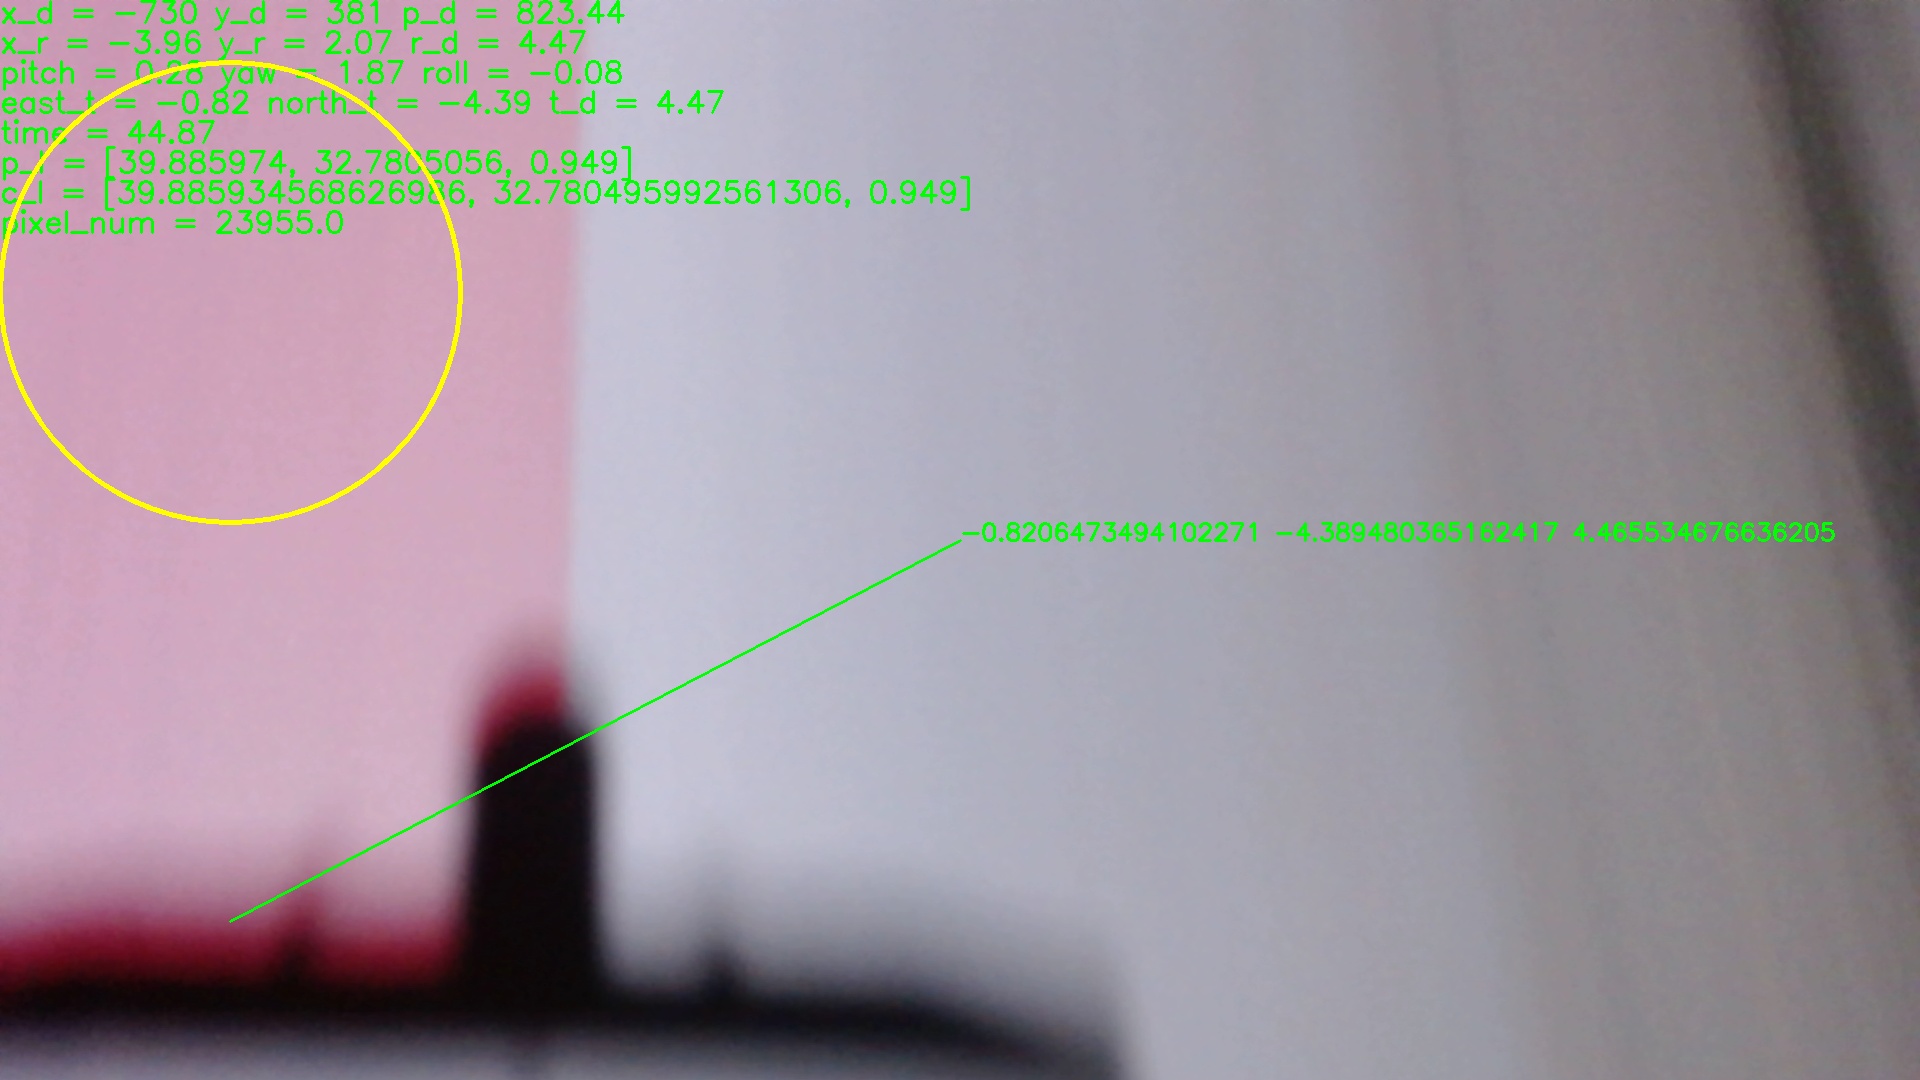 x_d = -730 y_d = 381 p_d = 823.44
x_r = -3.96 y_r = 2.07 r_d = 4.47
pitch = 0.28 yaw = 1.87 roll = -0.08
east_t = -0.82 north_t = -4.39 t_d = 4.47
time = 44.87
p_l = [39.885974, 32.7805056, 0.949]
c_l = [39.885934568626986, 32.780495992561306, 0.949]
pixel_num = 23955.0
-0.8206473494102271 -4.389480385162417 4.465534676636205